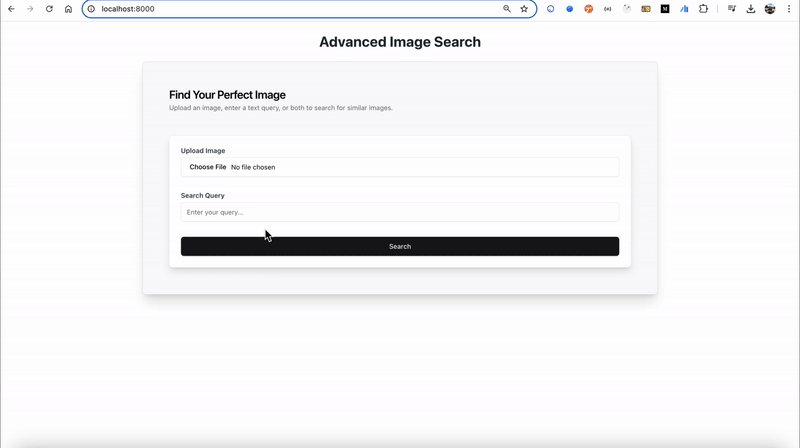 localhost:8000
Advanced Image Search
Find Your Perfect Image
Upload an image, enter a text query, or both to search for similar images.
Upload Image
Choose File No file chosen
Search Query
Enter your query...
Search